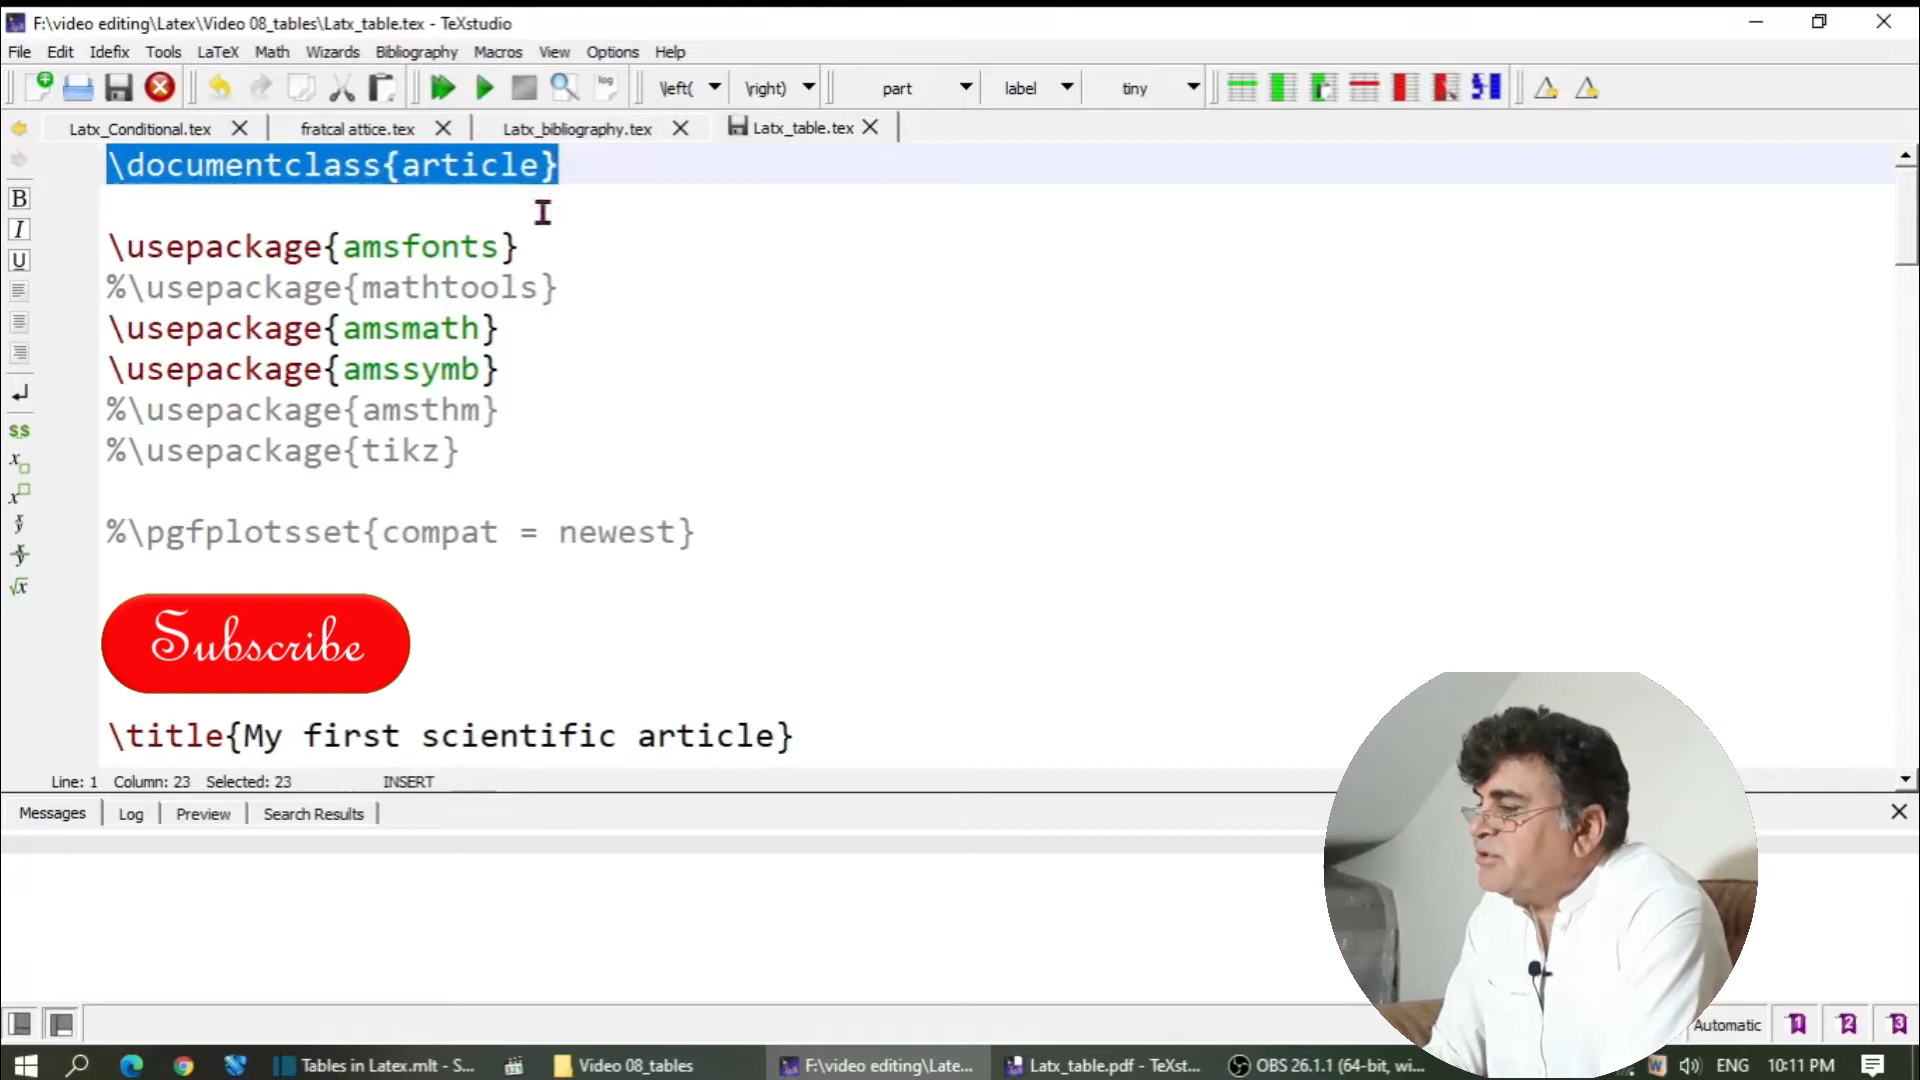 F:\video editing\Latex\Video 08_tables\Latx_table.tex - TeXstudio
File Edit Idefix Tools LaTeX Math Wizards Bibliography Macros View Options Help
log \left( \right) part label tiny
Latx_Conditional.tex fratcal attice.tex Latx_bibliography.tex Latx_table.tex
\documentclass{article}
\usepackage{amsfonts}
%\usepackage{mathtools}
\usepackage{amsmath}
\usepackage{amssymb}
%\usepackage{amsthm}
%\usepackage{tikz}
%\pgfplotsset{compat = newest}
Subscribe
\title{My first scientific article}
Line: 1 Column: 23 Selected: 23 INSERT
Messages Log Preview Search Results
Automatic 1 2 3
Tables in Latex.mlt - S... Video 08_tables F:\video editing\Late... Latx_table.pdf - TeXst... OBS 26.1.1 (64-bit, wi... ENG 10:11 PM